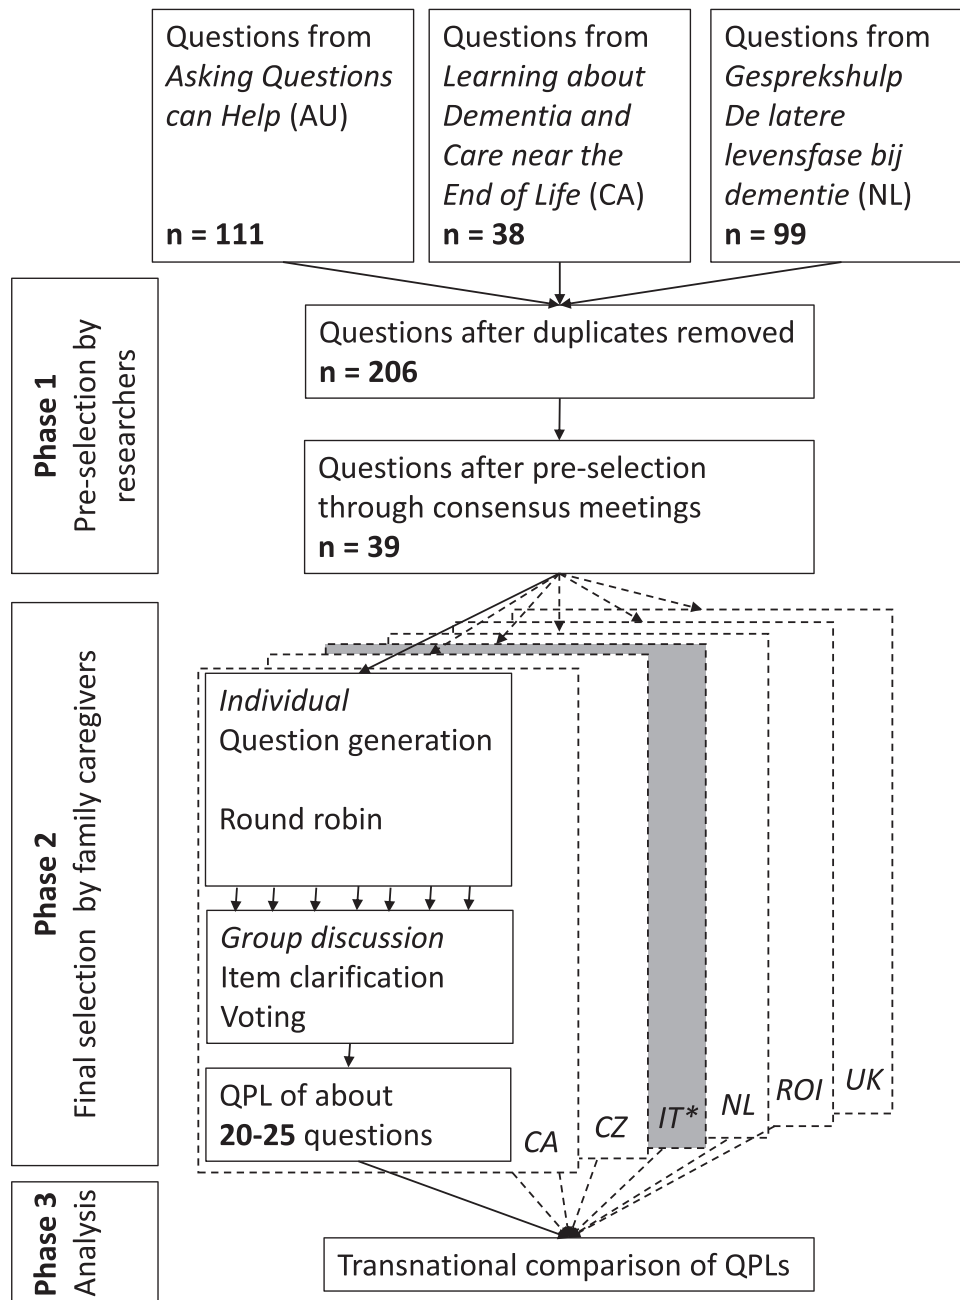 Questions from
Asking Questions
can Help (AU)
n = 111
Questions from
Learning about
Dementia and
Care near the
End of Life (CA)
n = 38
Questions from
Gesprekshulp
De latere
levensfase bij
dementie (NL)
n = 99
Phase 1
Pre-selection by
researchers
Questions after duplicates removed
n = 206
Questions after pre-selection
through consensus meetings
n = 39
Phase 2
Final selection by family caregivers
Individual
Question generation
Round robin
Group discussion
Item clarification
Voting
QPL of about
20-25 questions
CA
CZ
IT*
NL
ROI
UK
Phase 3
Analysis
Transnational comparison of QPLs